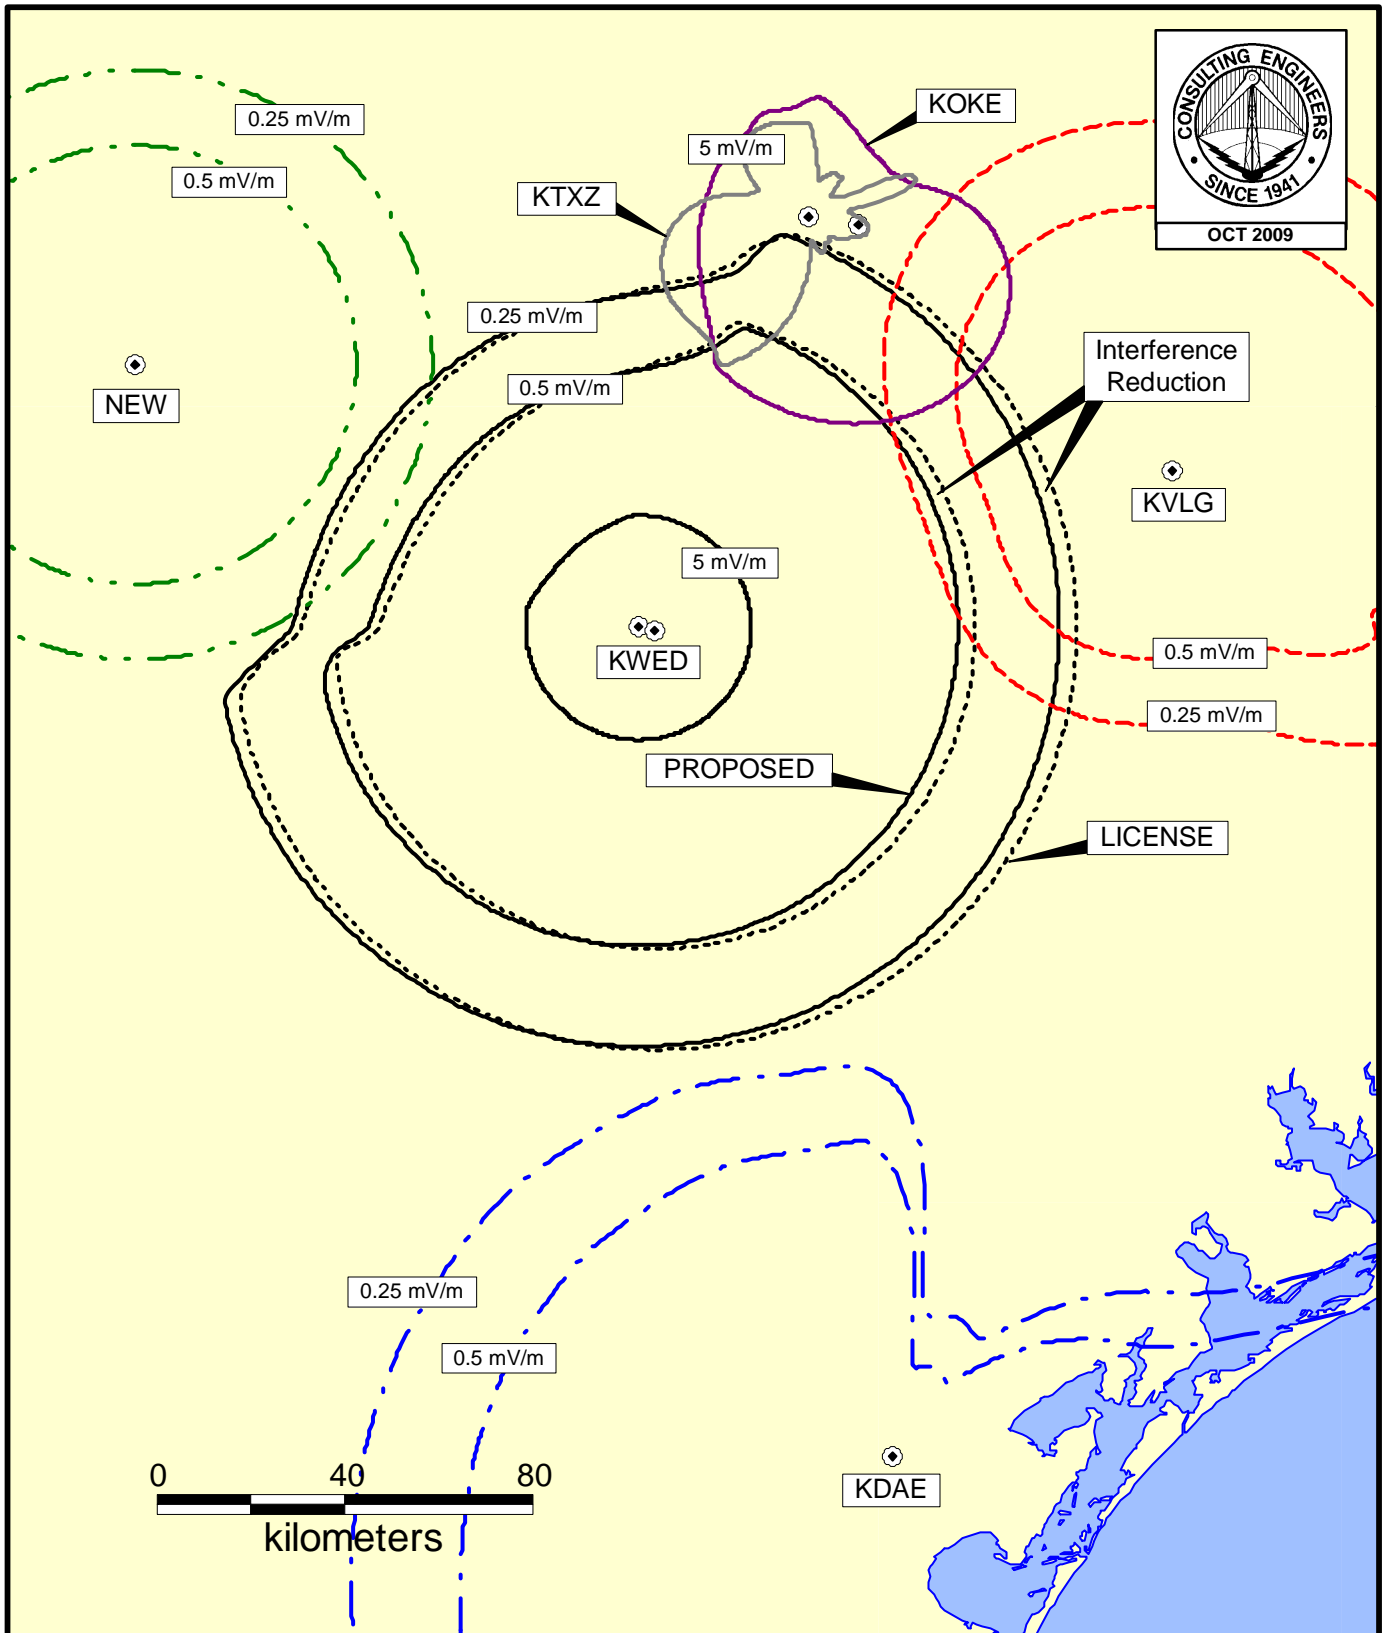 CONSULTING ENGINEERS
• SINCE 1941 •
OCT 2009
0.25 mV/m
0.5 mV/m
KOKE
5 mV/m
KTXZ
0.25 mV/m
0.5 mV/m
Interference
Reduction
NEW
KVLG
5 mV/m
KWED
0.5 mV/m
0.25 mV/m
PROPOSED
LICENSE
0.25 mV/m
0.5 mV/m
0 40 80
kilometers
KDAE